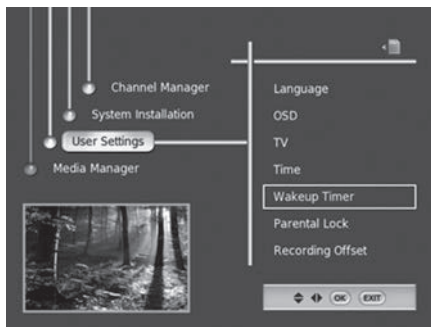 Channel Manager
System Installation
User Settings
Media Manager
Language
OSD
TV
Time
Wakeup Timer
Parental Lock
Recording Offset
OK EXIT